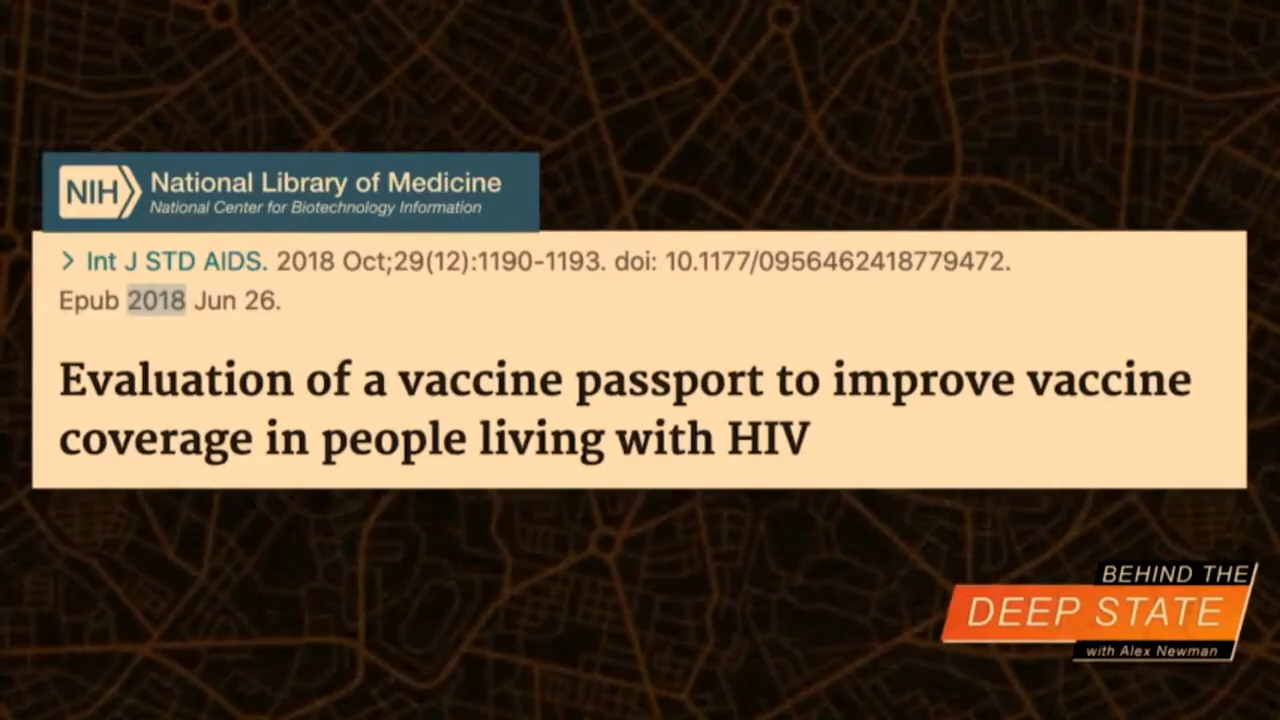 NIH National Library of Medicine
National Center for Biotechnology Information
> Int J STD AIDS. 2018 Oct;29(12):1190-1193. doi: 10.1177/0956462418779472.
Epub 2018 Jun 26.
Evaluation of a vaccine passport to improve vaccine
coverage in people living with HIV
BEHIND THE
DEEP STATE
with Alex Newman